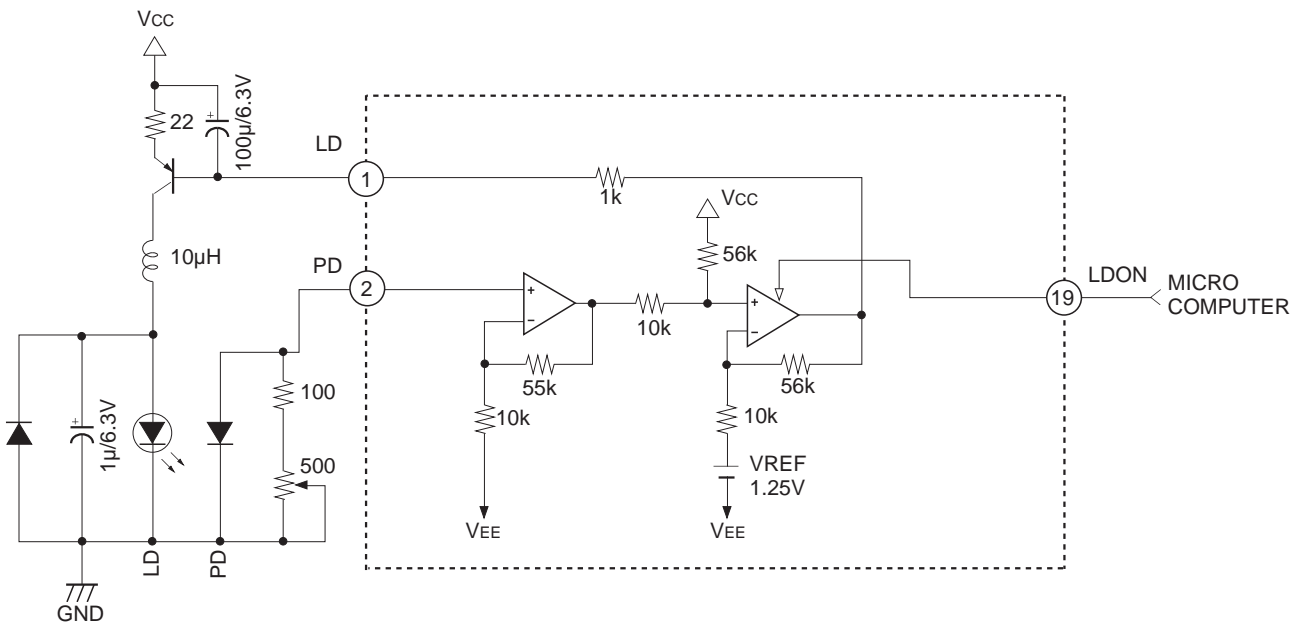 VCC
22
+
100µ/6.3V
LD
1
1k
VCC
10µH
PD
2
+
−
55k
10k
10k
56k
+
−
56k
10k
VREF
1.25V
VEE
VEE
19
LDON
MICRO
COMPUTER
+
1µ/6.3V
100
500
LD
PD
GND